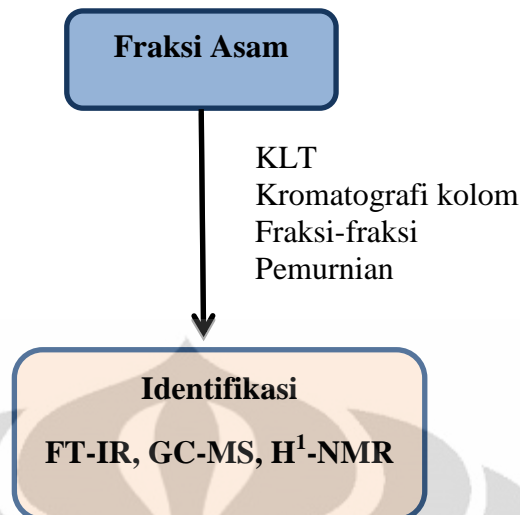 Fraksi Asam
KLT
Kromatografi kolom
Fraksi-fraksi
Pemurnian
Identifikasi
FT-IR, GC-MS, H¹-NMR